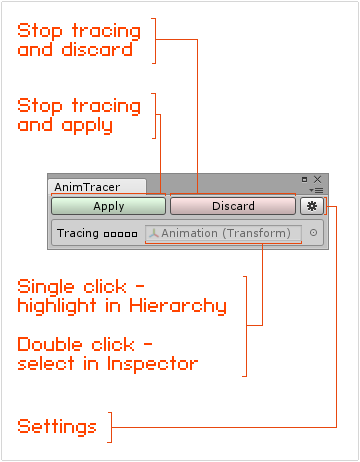 Stop tracing
and discard
Stop tracing
and apply
AnimTracer
Apply
Discard
Tracing
Animation (Transform)
Single click -
highlight in Hierarchy
Double click -
select in Inspector
Settings